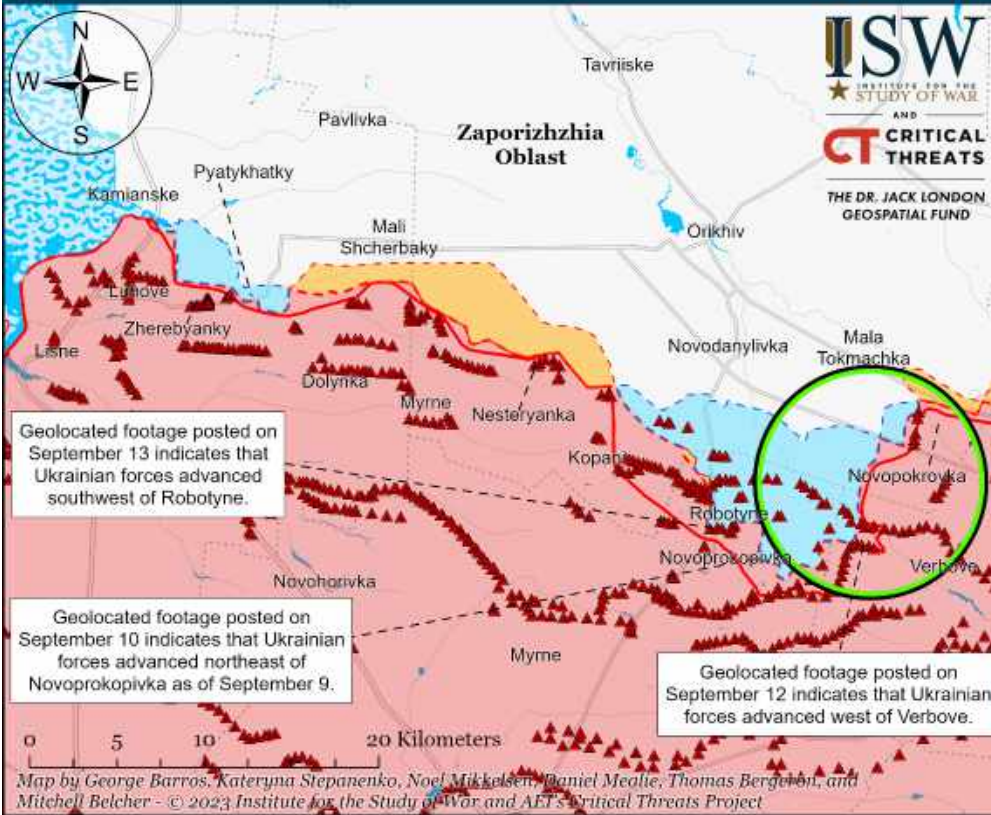 N
W E
S
ISW
INSTITUTE FOR THE
STUDY OF WAR
AND
CT CRITICAL
THREATS
THE DR. JACK LONDON
GEOSPATIAL FUND
Tavriiske
Pavlivka
Zaporizhzhia
Oblast
Pyatykhatky
Kamianske
Mali
Shcherbaky
Orikhiv
Luhove
Zherebyanky
Lisne
Novodanylivka
Mala
Tokmachka
Dolynka
Myrne
Nesteryanka
Kopani
Novopokrovka
Robotyne
Novoprokopivka
Verbove
Novohorivka
Myrne
Geolocated footage posted on
September 13 indicates that
Ukrainian forces advanced
southwest of Robotyne.
Geolocated footage posted on
September 10 indicates that Ukrainian
forces advanced northeast of
Novoprokopivka as of September 9.
Geolocated footage posted on
September 12 indicates that Ukrainian
forces advanced west of Verbove.
0 5 10 20 Kilometers
Map by George Barros, Kateryna Stepanenko, Noel Mikkelsen, Daniel Mealie, Thomas Bergeron, and
Mitchell Belcher - © 2023 Institute for the Study of War and AEI's Critical Threats Project